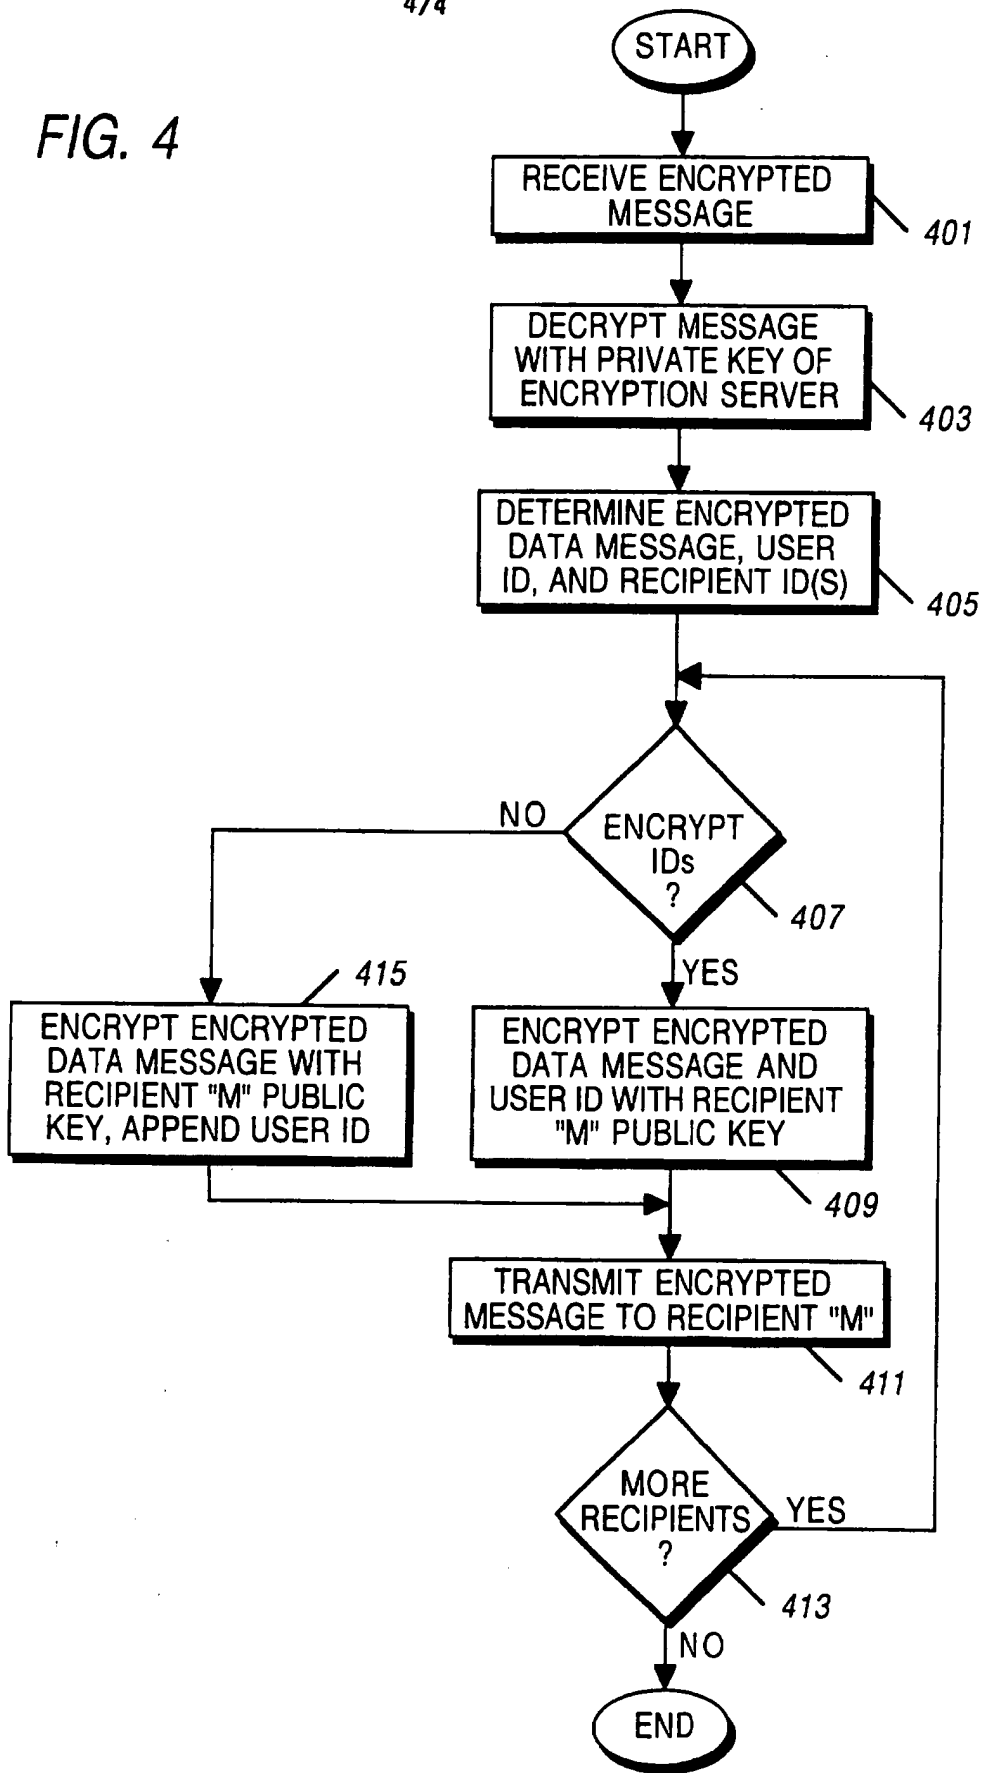 4/4
FIG. 4
START
RECEIVE ENCRYPTED
MESSAGE
401
DECRYPT MESSAGE
WITH PRIVATE KEY OF
ENCRYPTION SERVER
403
DETERMINE ENCRYPTED
DATA MESSAGE, USER
ID, AND RECIPIENT ID(S)
405
ENCRYPT
IDs
?
407
NO
YES
415
ENCRYPT ENCRYPTED
DATA MESSAGE WITH
RECIPIENT "M" PUBLIC
KEY, APPEND USER ID
ENCRYPT ENCRYPTED
DATA MESSAGE AND
USER ID WITH RECIPIENT
"M" PUBLIC KEY
409
TRANSMIT ENCRYPTED
MESSAGE TO RECIPIENT "M"
411
MORE
RECIPIENTS
?
YES
413
NO
END